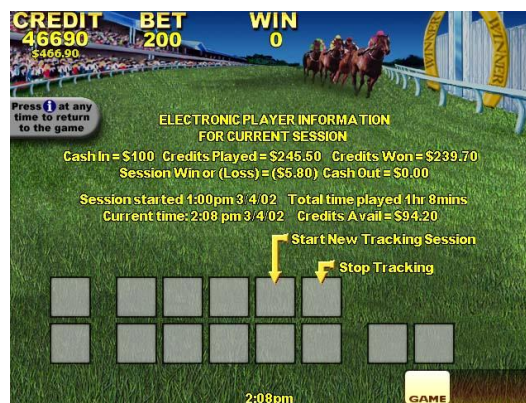 CREDIT BET WIN
46690 200 0
$466.90
WINNER WINNER
Press i at any
time to return
to the game
ELECTRONIC PLAYER INFORMATION
FOR CURRENT SESSION
Cash In = $100 Credits Played = $245.50 Credits Won = $239.70
Session Win or (Loss) = ($5.80) Cash Out = $0.00
Session started 1:00pm 3/4/02 Total time played 1hr 8mins
Current time: 2:08 pm 3/4/02 Credits Avail = $94.20
Start New Tracking Session
Stop Tracking
2:08pm
GAME